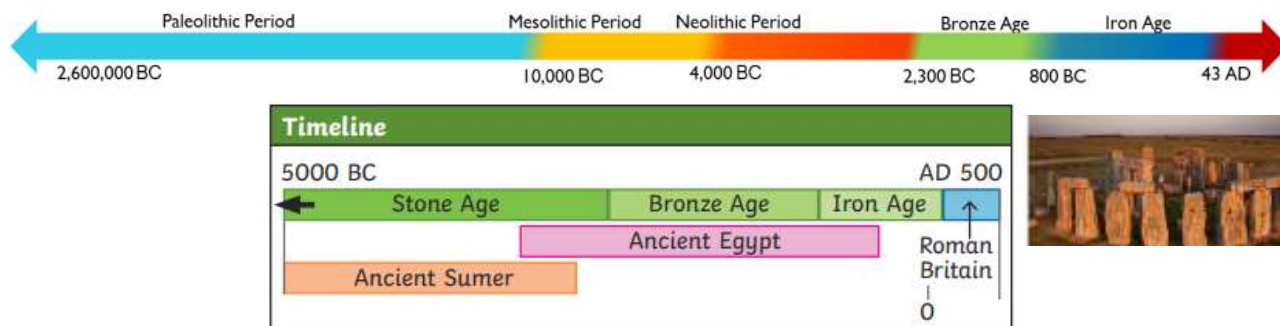 Paleolithic Period Mesolithic Period Neolithic Period Bronze Age Iron Age
2,600,000 BC 10,000 BC 4,000 BC 2,300 BC 800 BC 43 AD
Timeline
5000 BC AD 500
Stone Age Bronze Age Iron Age
Ancient Egypt
Roman
Britain
Ancient Sumer
0